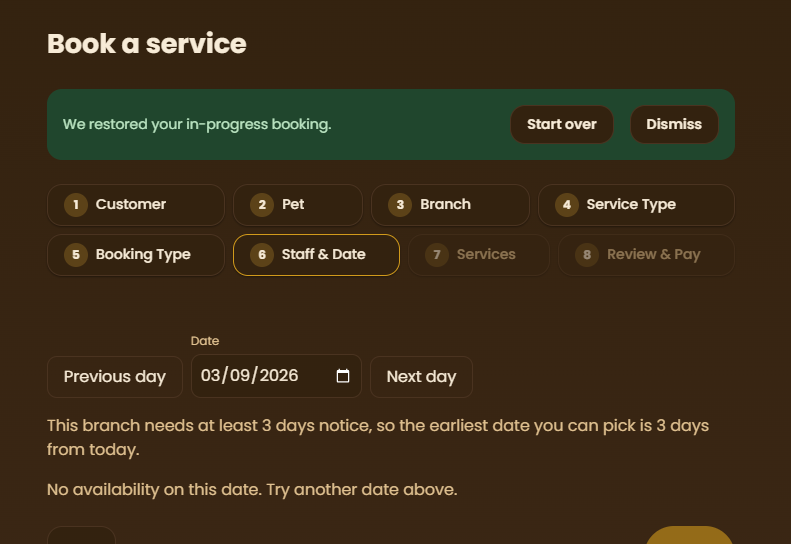 Book a service
We restored your in-progress booking.
Start over
Dismiss
1 Customer
2 Pet
3 Branch
4 Service Type
5 Booking Type
6 Staff & Date
7 Services
8 Review & Pay
Date
Previous day
03/09/2026
Next day
This branch needs at least 3 days notice, so the earliest date you can pick is 3 days
from today.
No availability on this date. Try another date above.